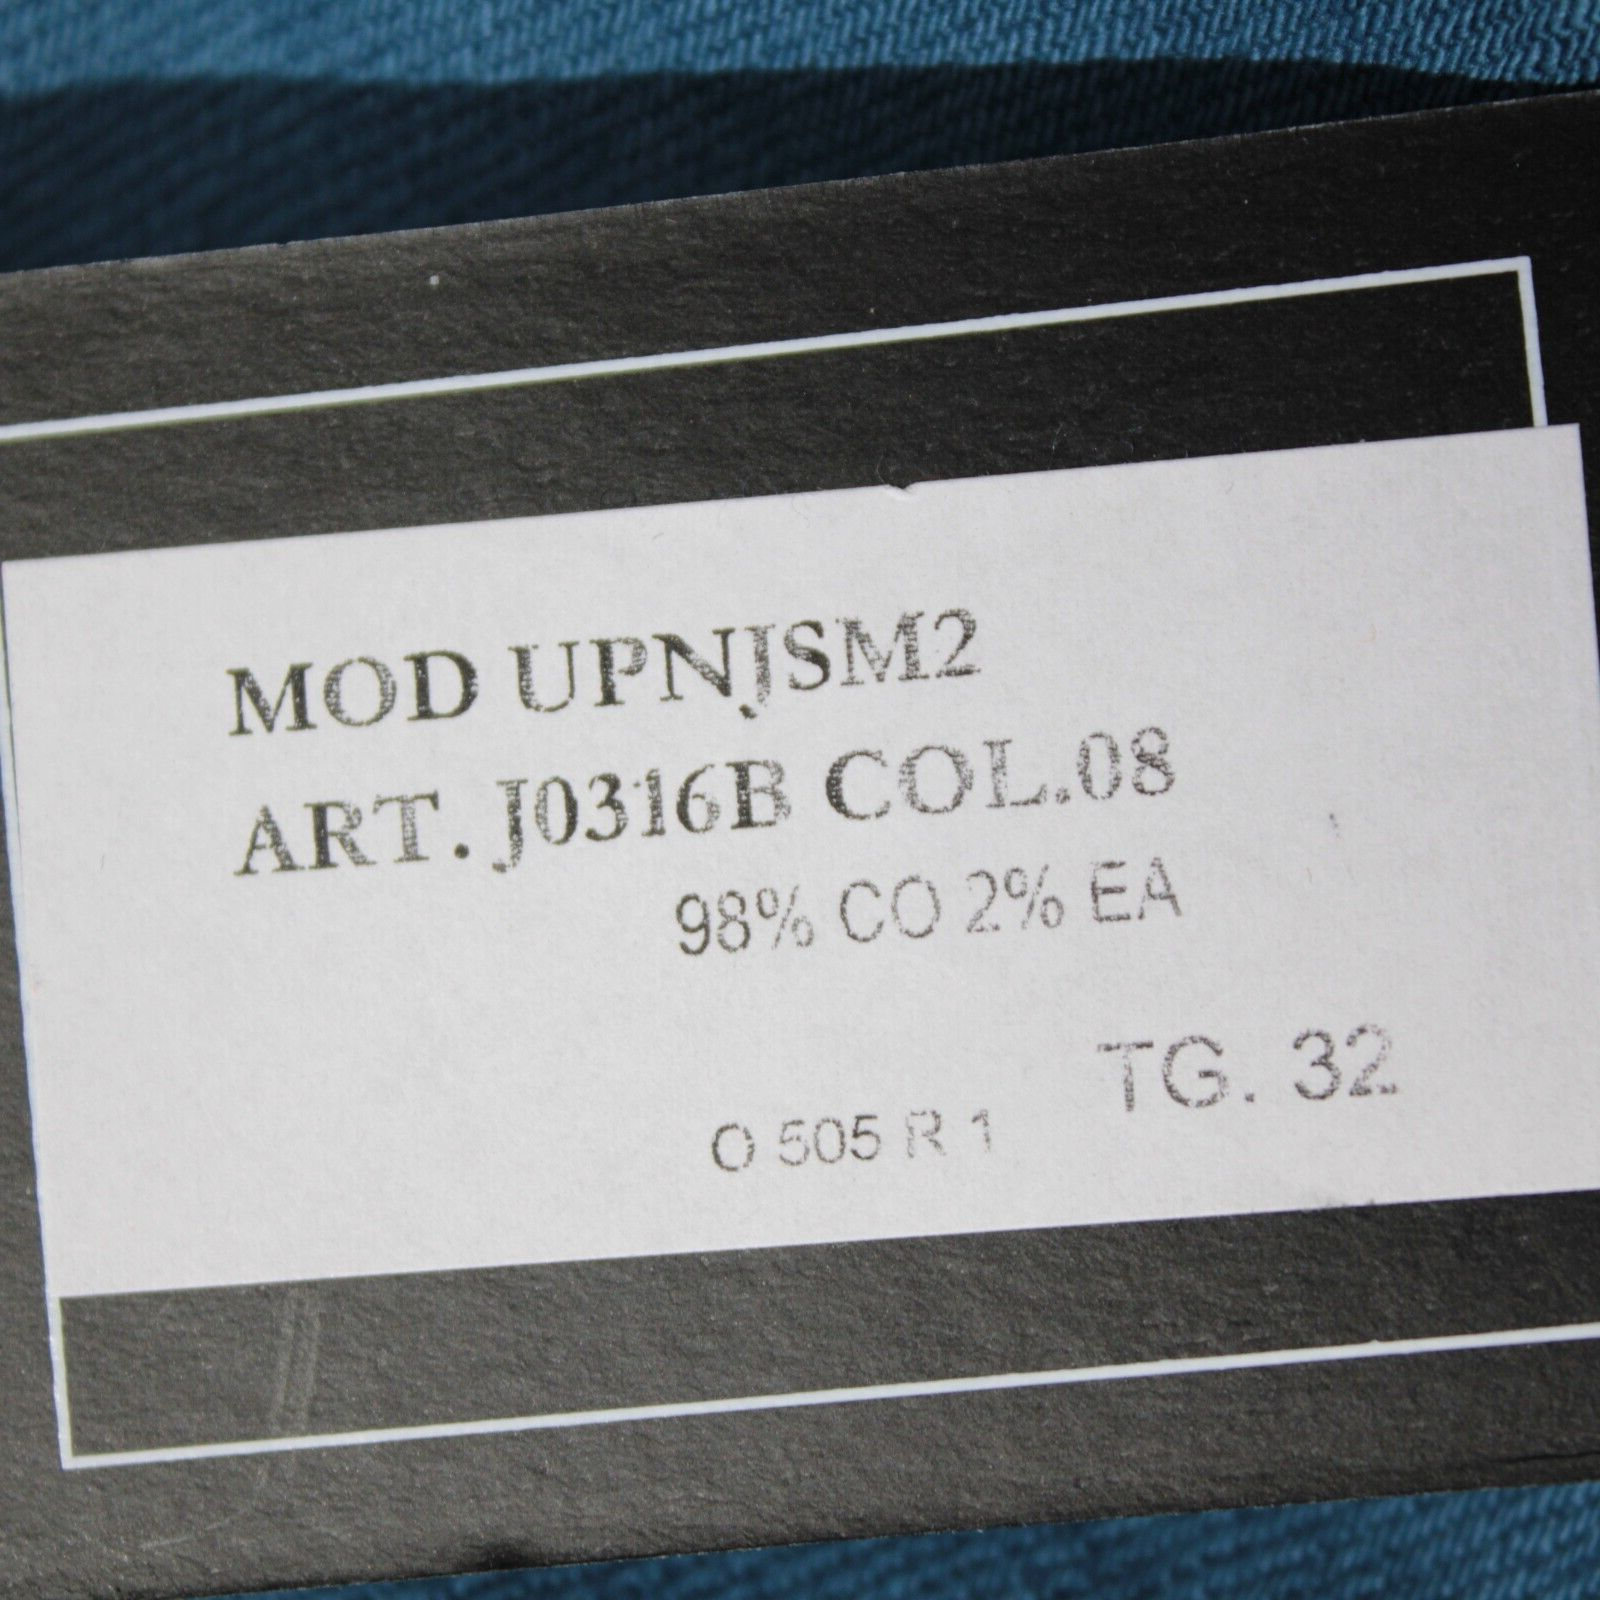 MOD UPNJSM2
ART. J0316B COL.08
98% CO 2% EA
TG. 32
O 505 R 1